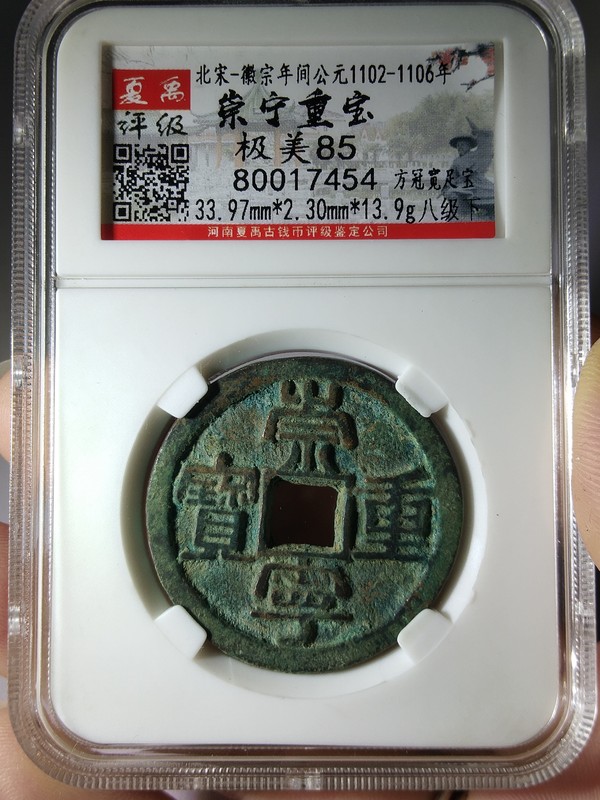 夏禹
评级
北宋-徽宗年间公元1102-1106年
崇宁重宝
极美85
80017454 方冠寬足宝
33.97mm*2.30mm*13.9g八级下
河南夏禹古钱币评级鉴定公司
崇
寶 重
寧